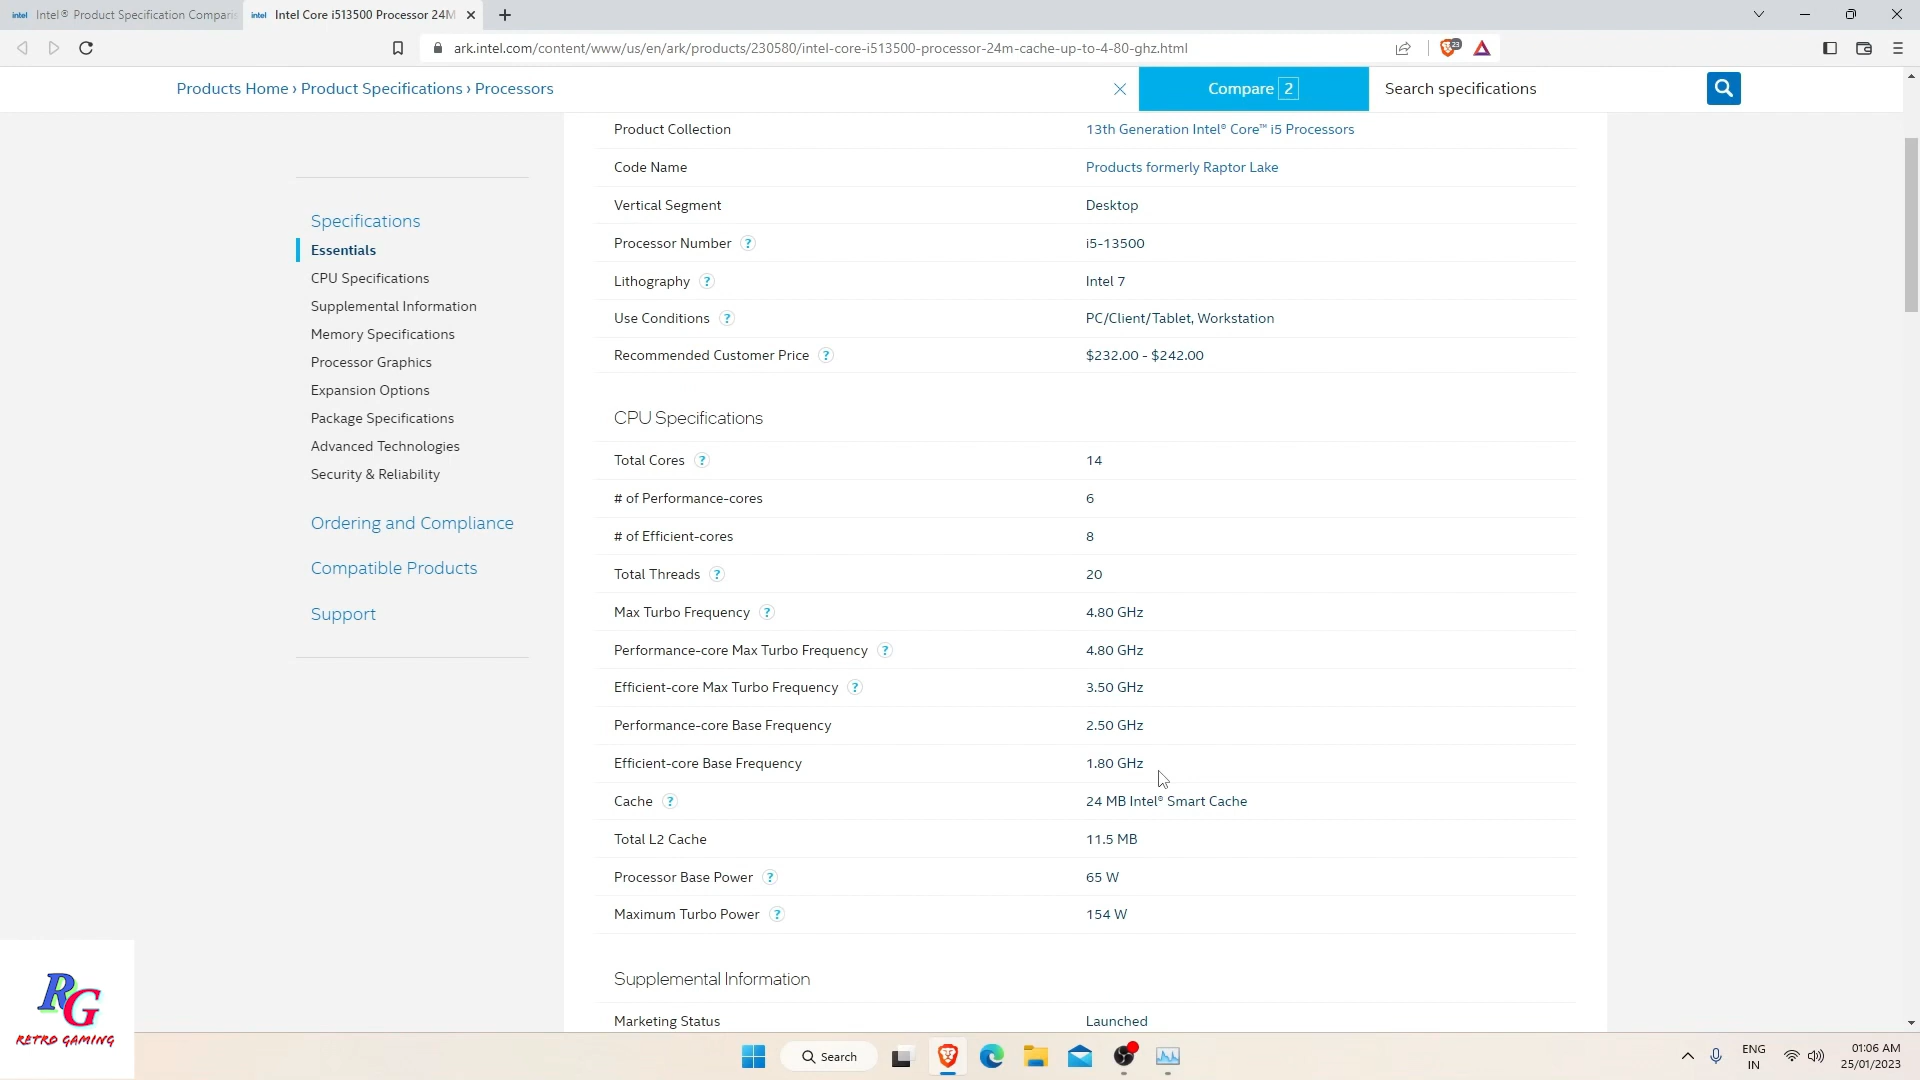 intel Intel® Product Specification Comparis
intel Intel Core i513500 Processor 24M
ark.intel.com/content/www/us/en/ark/products/230580/intel-core-i513500-processor-24m-cache-up-to-4-80-ghz.html
23
Products Home › Product Specifications › Processors
Compare 2
Search specifications
Product Collection 13th Generation Intel® Core™ i5 Processors
Code Name Products formerly Raptor Lake
Vertical Segment Desktop
Processor Number ? i5-13500
Lithography ? Intel 7
Use Conditions ? PC/Client/Tablet, Workstation
Recommended Customer Price ? $232.00 - $242.00
Specifications
Essentials
CPU Specifications
Supplemental Information
Memory Specifications
Processor Graphics
Expansion Options
Package Specifications
Advanced Technologies
Security & Reliability
Ordering and Compliance
Compatible Products
Support
CPU Specifications
Total Cores ? 14
# of Performance-cores 6
# of Efficient-cores 8
Total Threads ? 20
Max Turbo Frequency ? 4.80 GHz
Performance-core Max Turbo Frequency ? 4.80 GHz
Efficient-core Max Turbo Frequency ? 3.50 GHz
Performance-core Base Frequency 2.50 GHz
Efficient-core Base Frequency 1.80 GHz
Cache ? 24 MB Intel® Smart Cache
Total L2 Cache 11.5 MB
Processor Base Power ? 65 W
Maximum Turbo Power ? 154 W
Supplemental Information
Marketing Status Launched
RG
RETRO GAMING
Search
ENG
IN
01:06 AM
25/01/2023